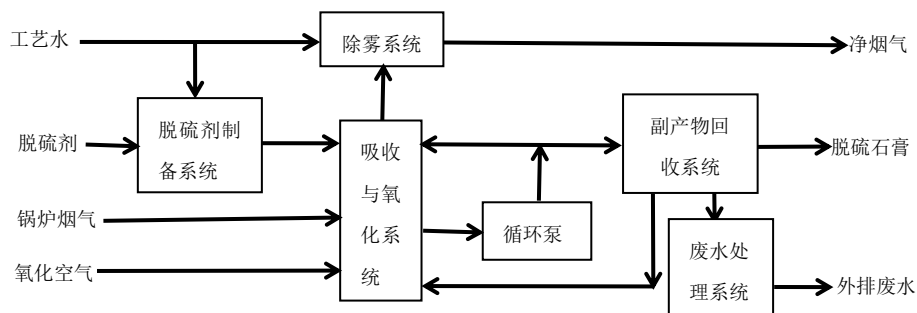 工艺水
除雾系统
净烟气
脱硫剂
脱硫剂制
备系统
吸收
与氧
化系
统
副产物回
收系统
脱硫石膏
锅炉烟气
循环泵
氧化空气
废水处
理系统
外排废水